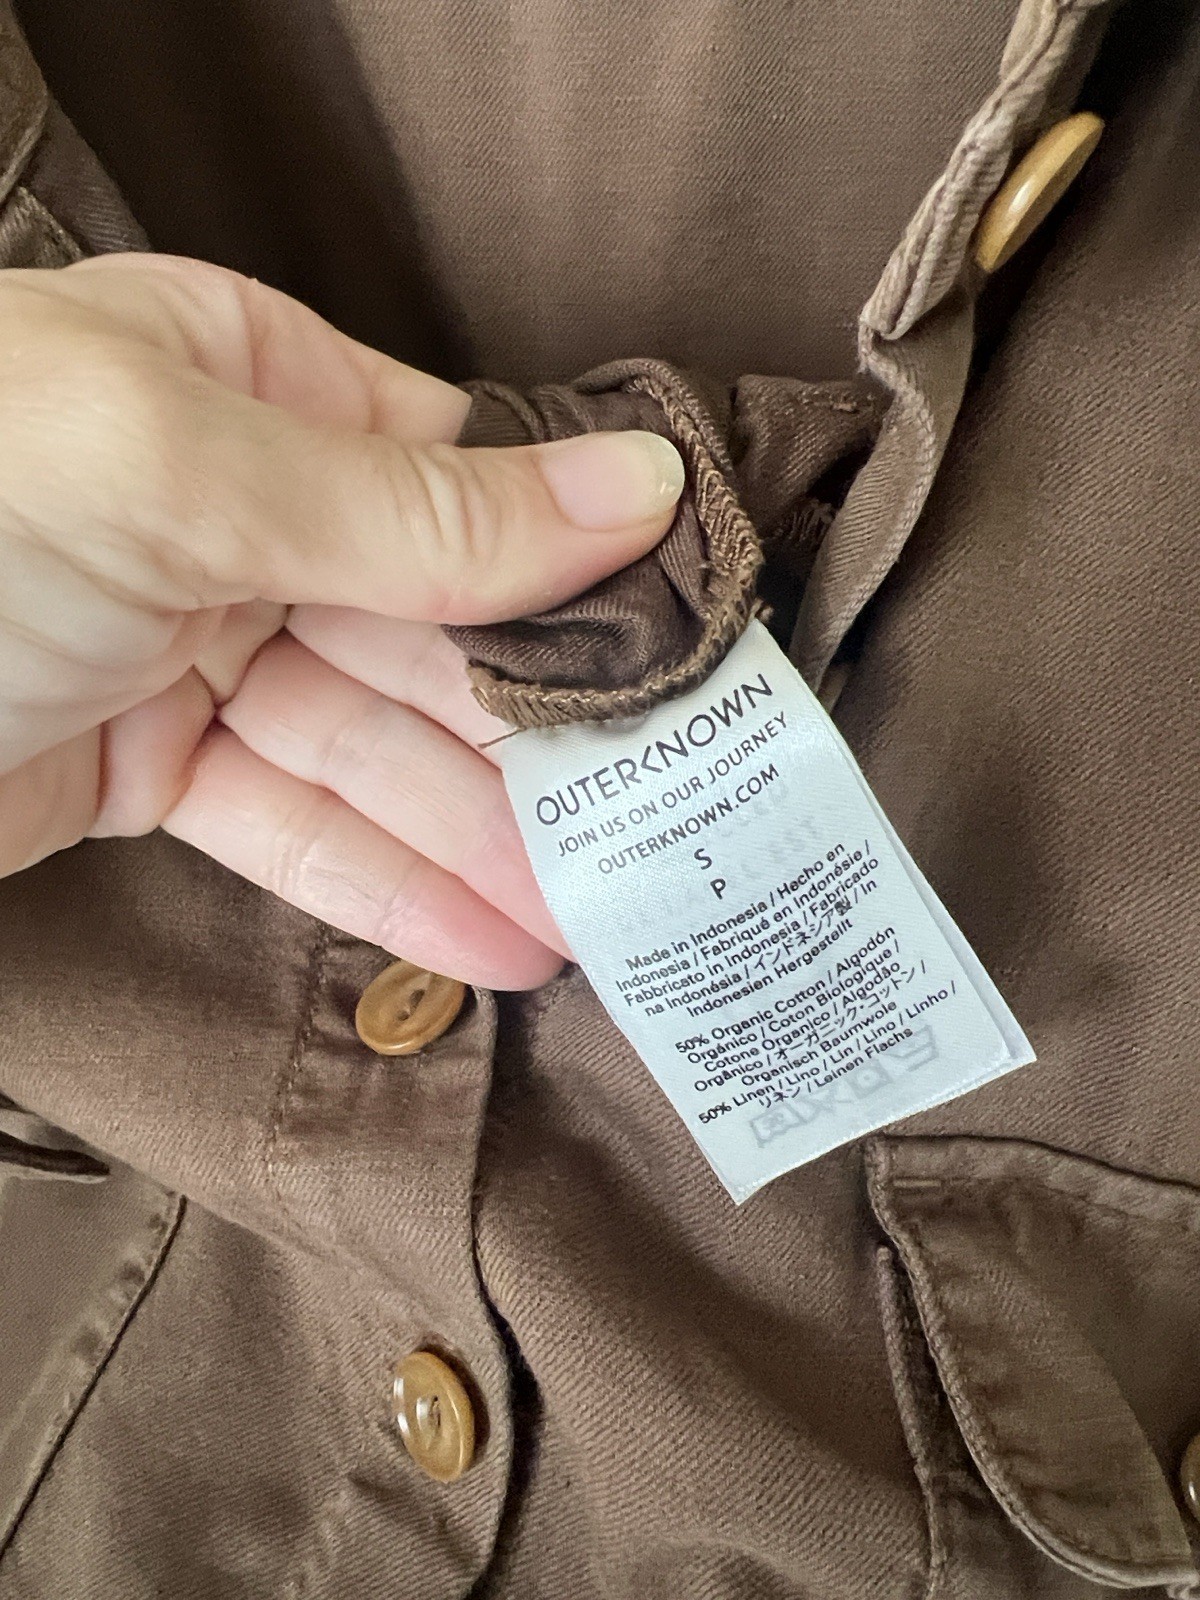 OUTERKNOWN
JOIN US ON OUR JOURNEY
OUTERKNOWN.COM
S
P
Made in Indonesia / Hecho en
Indonesia / Fabriqué en Indonésie /
Fabbricato in Indonesia / Fabricado
na Indonésia / インドネシア製 / In
Indonesien Hergestellt
50% Organic Cotton / Algodón
Orgánico / Coton Biologique /
Cotone Organico / Algodão
Orgânico / オーガニック・コットン /
Organisch Baumwole
50% Linen / Lino / Lin / Lino / Linho /
リネン / Leinen Flachs